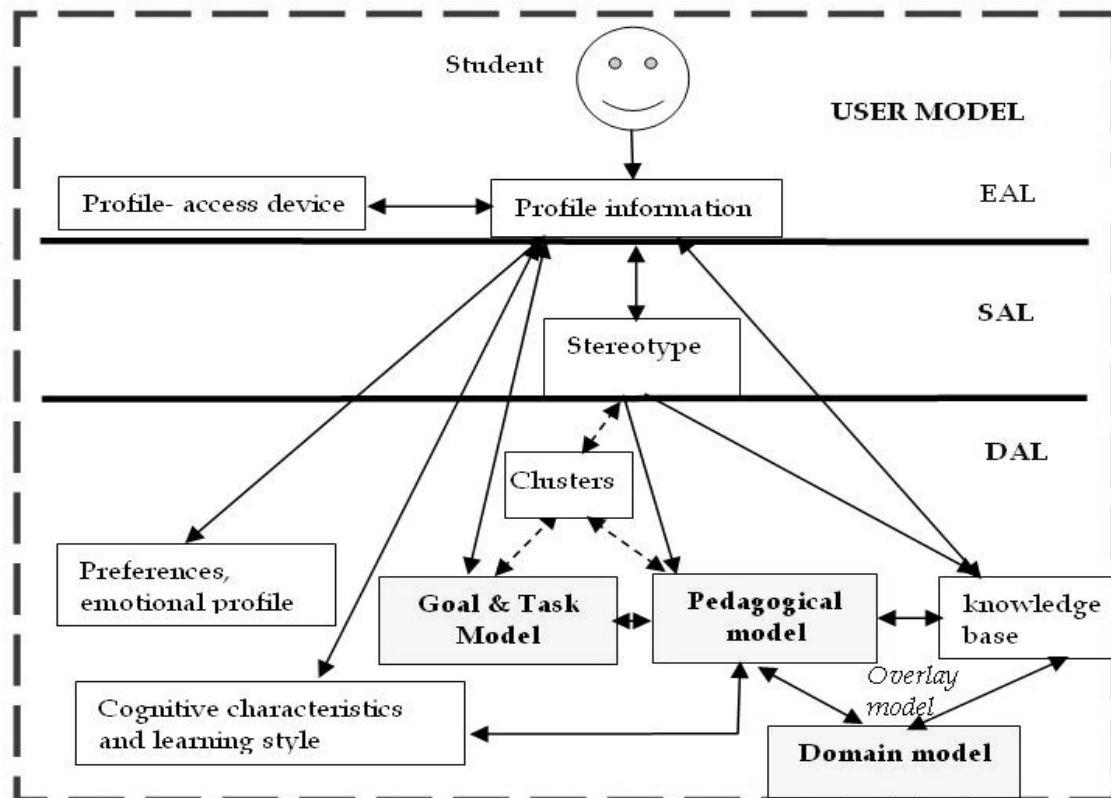 Student
USER MODEL
Profile- access device
Profile information
EAL
SAL
Stereotype
DAL
Clusters
Preferences,
emotional profile
Goal & Task
Model
Pedagogical
model
knowledge
base
Overlay
model
Cognitive characteristics
and learning style
Domain model